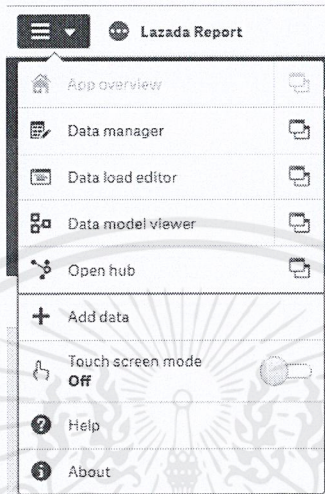 Lazada Report
App overview
Data manager
Data load editor
Data model viewer
Open hub
Add data
Touch screen mode
Off
Help
About